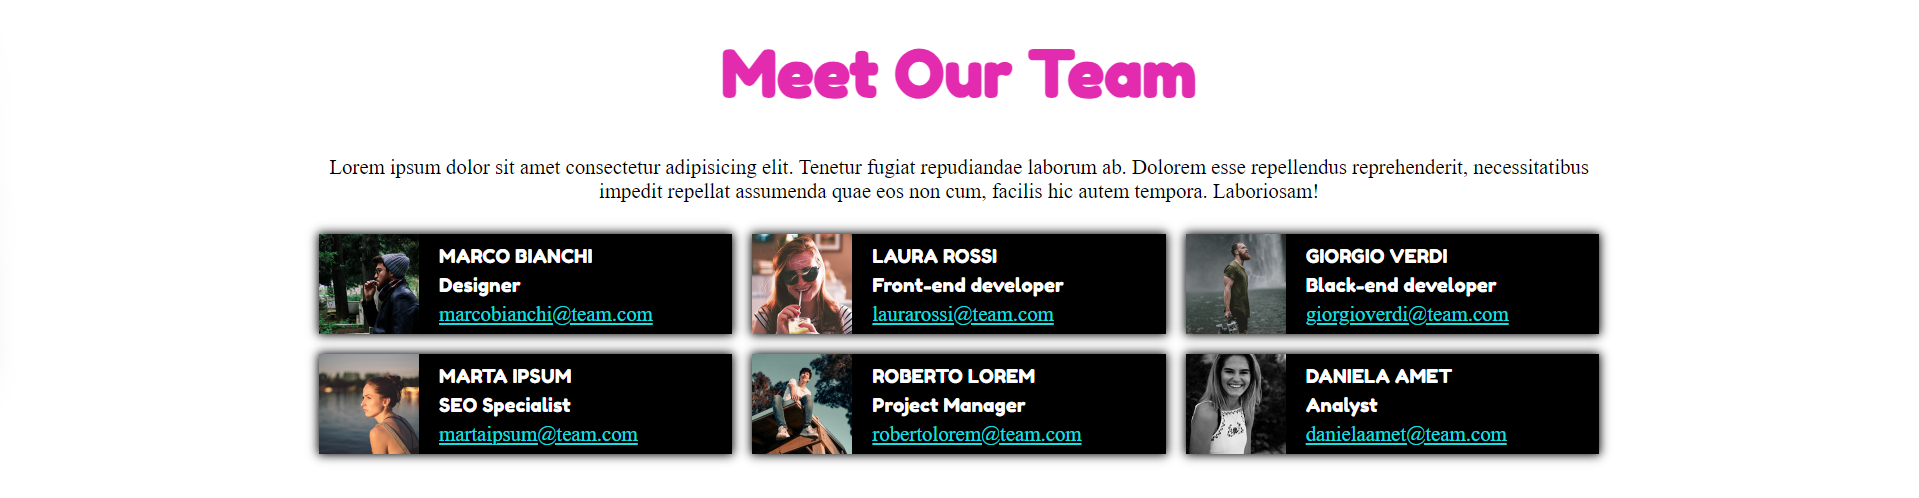 Meet Our Team
Lorem ipsum dolor sit amet consectetur adipisicing elit. Tenetur fugiat repudiandae laborum ab. Dolorem esse repellendus reprehenderit, necessitatibus
impedit repellat assumenda quae eos non cum, facilis hic autem tempora. Laboriosam!
MARCO BIANCHI
Designer
marcobianchi@team.com
LAURA ROSSI
Front-end developer
laurarossi@team.com
GIORGIO VERDI
Black-end developer
giorgioverdi@team.com
MARTA IPSUM
SEO Specialist
martaipsum@team.com
ROBERTO LOREM
Project Manager
robertolorem@team.com
DANIELA AMET
Analyst
danielaamet@team.com